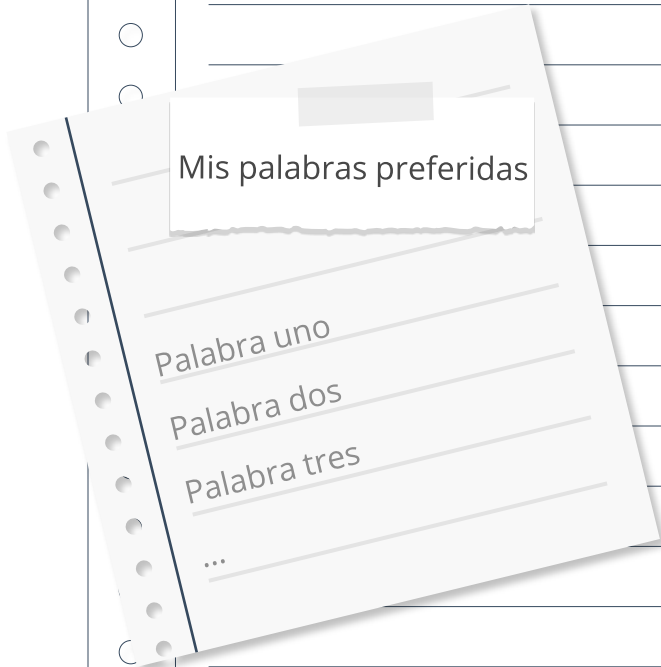 Mis palabras preferidas
Palabra uno
Palabra dos
Palabra tres
...